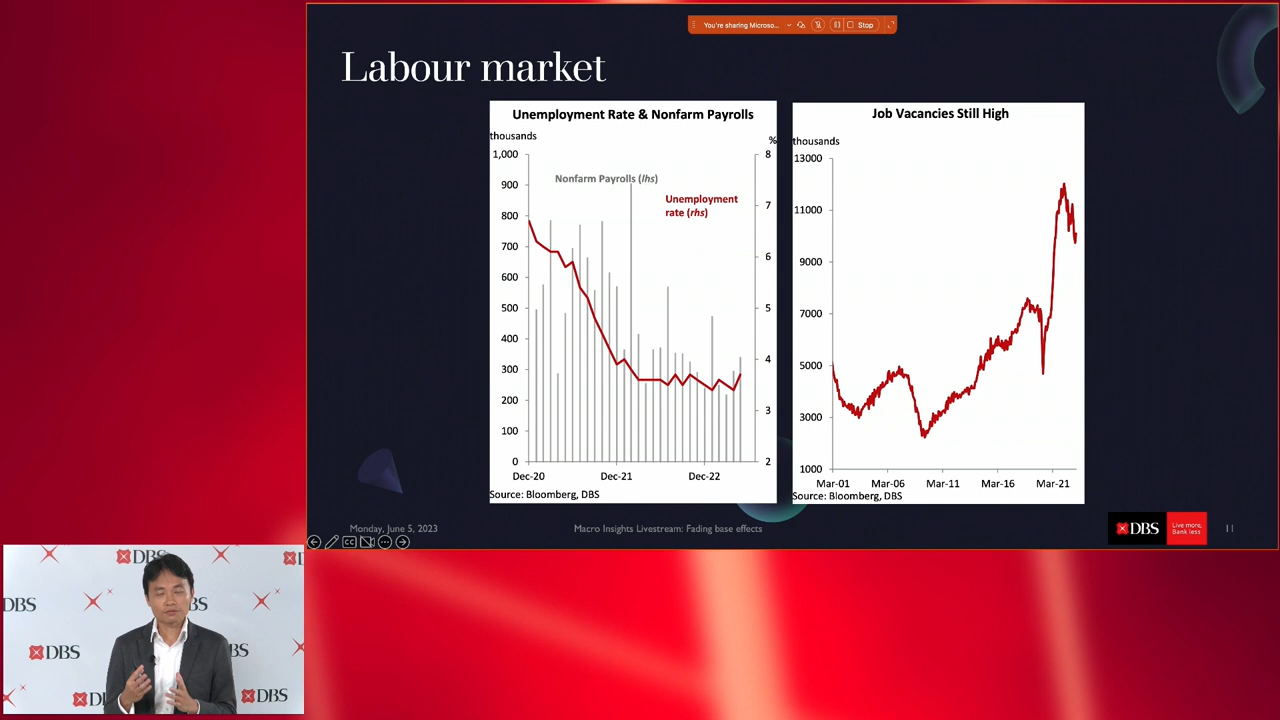 You're sharing Microso...
Stop
Labour market
Unemployment Rate & Nonfarm Payrolls
thousands
%
1,000
900
800
700
600
500
400
300
200
100
0
8
7
6
5
4
3
2
Nonfarm Payrolls (lhs)
Unemployment
rate (rhs)
Dec-20
Dec-21
Dec-22
Source: Bloomberg, DBS
Job Vacancies Still High
thousands
13000
11000
9000
7000
5000
3000
1000
Mar-01
Mar-06
Mar-11
Mar-16
Mar-21
Source: Bloomberg, DBS
Monday, June 5, 2023
Macro Insights Livestream: Fading base effects
DBS
Live more,
Bank less
11
CC
DBS
DBS
DBS
DBS
DBS
DBS